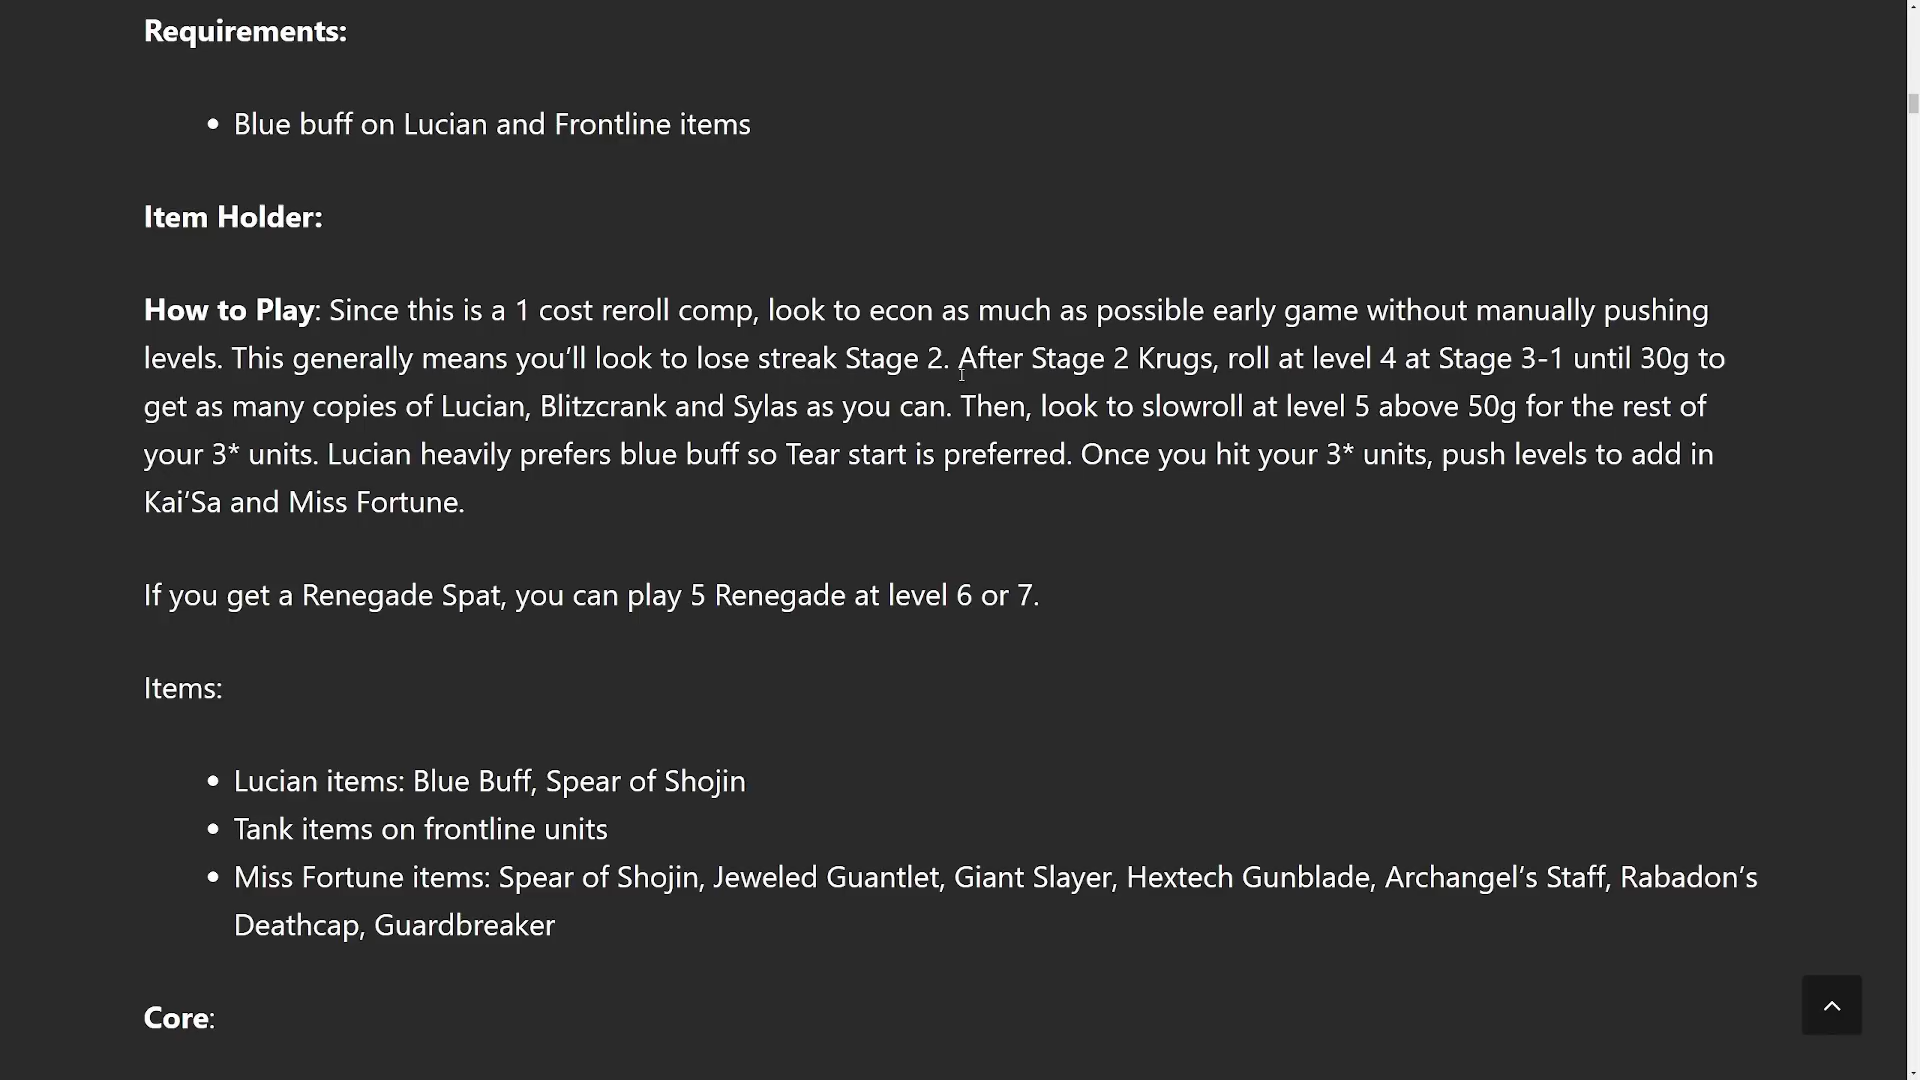 Requirements:
• Blue buff on Lucian and Frontline items
Item Holder:
How to Play: Since this is a 1 cost reroll comp, look to econ as much as possible early game without manually pushing
levels. This generally means you’ll look to lose streak Stage 2. After Stage 2 Krugs, roll at level 4 at Stage 3-1 until 30g to
get as many copies of Lucian, Blitzcrank and Sylas as you can. Then, look to slowroll at level 5 above 50g for the rest of
your 3* units. Lucian heavily prefers blue buff so Tear start is preferred. Once you hit your 3* units, push levels to add in
Kai’Sa and Miss Fortune.
If you get a Renegade Spat, you can play 5 Renegade at level 6 or 7.
Items:
• Lucian items: Blue Buff, Spear of Shojin
• Tank items on frontline units
• Miss Fortune items: Spear of Shojin, Jeweled Guantlet, Giant Slayer, Hextech Gunblade, Archangel’s Staff, Rabadon’s
Deathcap, Guardbreaker
Core: